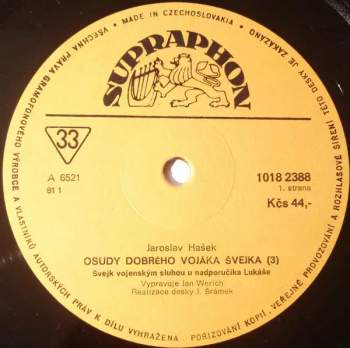 MADE IN CZECHOSLOVAKIA
VŠECHNA PRÁVA GRAMOFONOVÉHO VÝROBCE A VLASTNÍKŮ AUTORSKÝCH PRÁV K DÍLU VYHRAŽENA. POŘIZOVÁNÍ KOPIÍ, VEŘEJNÉ PROVOZOVÁNÍ A ROZHLASOVÉ ŠÍŘENÍ TÉTO DESKY JE ZAKÁZÁNO
SUPRAPHON
33
A 6521
81 1
1018 2388
1. strana
Kčs 44,-
Jaroslav Hašek
OSUDY DOBRÉHO VOJÁKA ŠVEJKA (3)
Švejk vojenským sluhou u nadporučíka Lukáše
Vypravuje Jan Werich
Realizace desky J. Šrámek